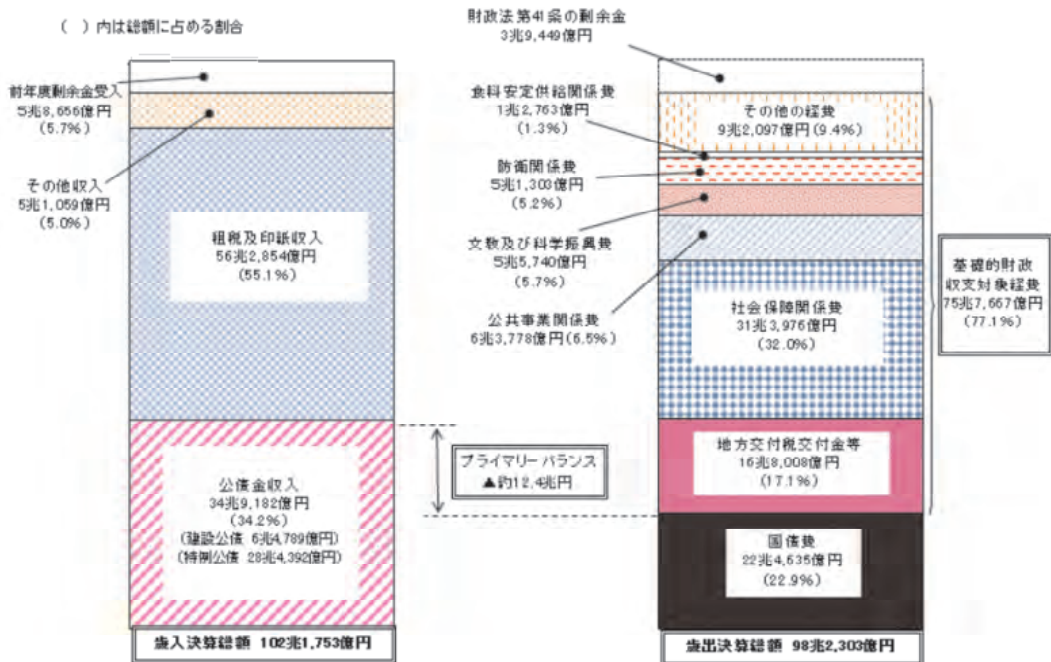 ( ) 内は総額に占める割合
前年度剰余金受入
5兆8,656億円
(5.7%)
その他収入
5兆1,059億円
(5.0%)
租税及印紙収入
56兆2,854億円
(55.1%)
公債金収入
34兆9,182億円
(34.2%)
(建設公債 6兆4,789億円)
(特例公債 28兆4,392億円)
歳入決算総額 102兆1,753億円
プライマリーバランス
▲約12.4兆円
財政法第41条の剰余金
3兆9,449億円
食料安定供給関係費
1兆2,763億円
(1.3%)
防衛関係費
5兆1,303億円
(5.2%)
文教及び科学振興費
5兆5,740億円
(5.7%)
公共事業関係費
6兆3,778億円(6.5%)
その他の経費
9兆2,097億円(9.4%)
社会保障関係費
31兆3,976億円
(32.0%)
地方交付税交付金等
16兆8,008億円
(17.1%)
国債費
22兆4,635億円
(22.9%)
歳出決算総額 98兆2,303億円
基礎的財政
収支対象経費
75兆7,667億円
(77.1%)